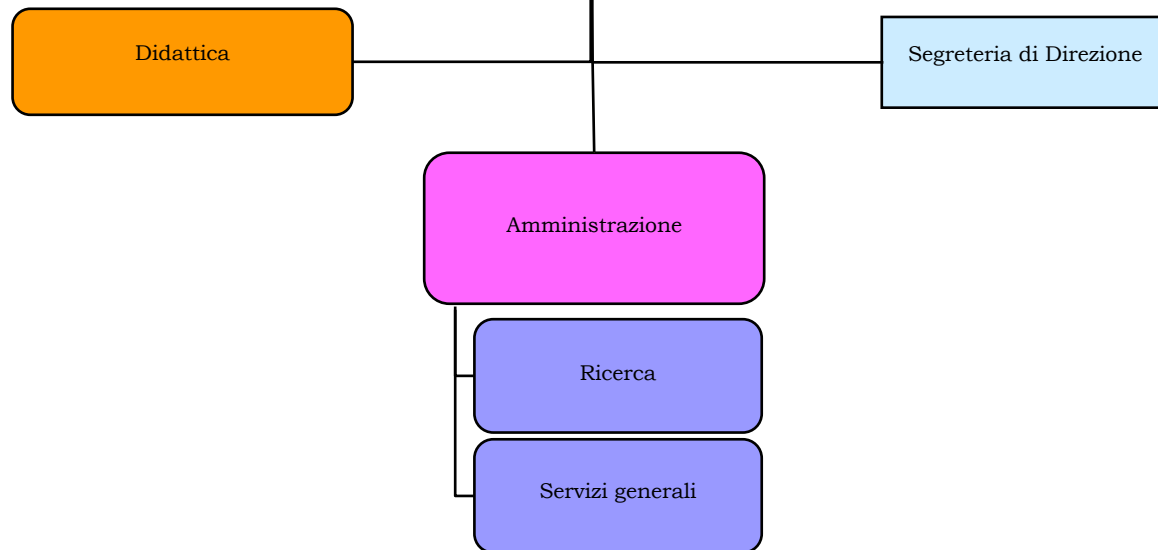 Didattica
Segreteria di Direzione
Amministrazione
Ricerca
Servizi generali